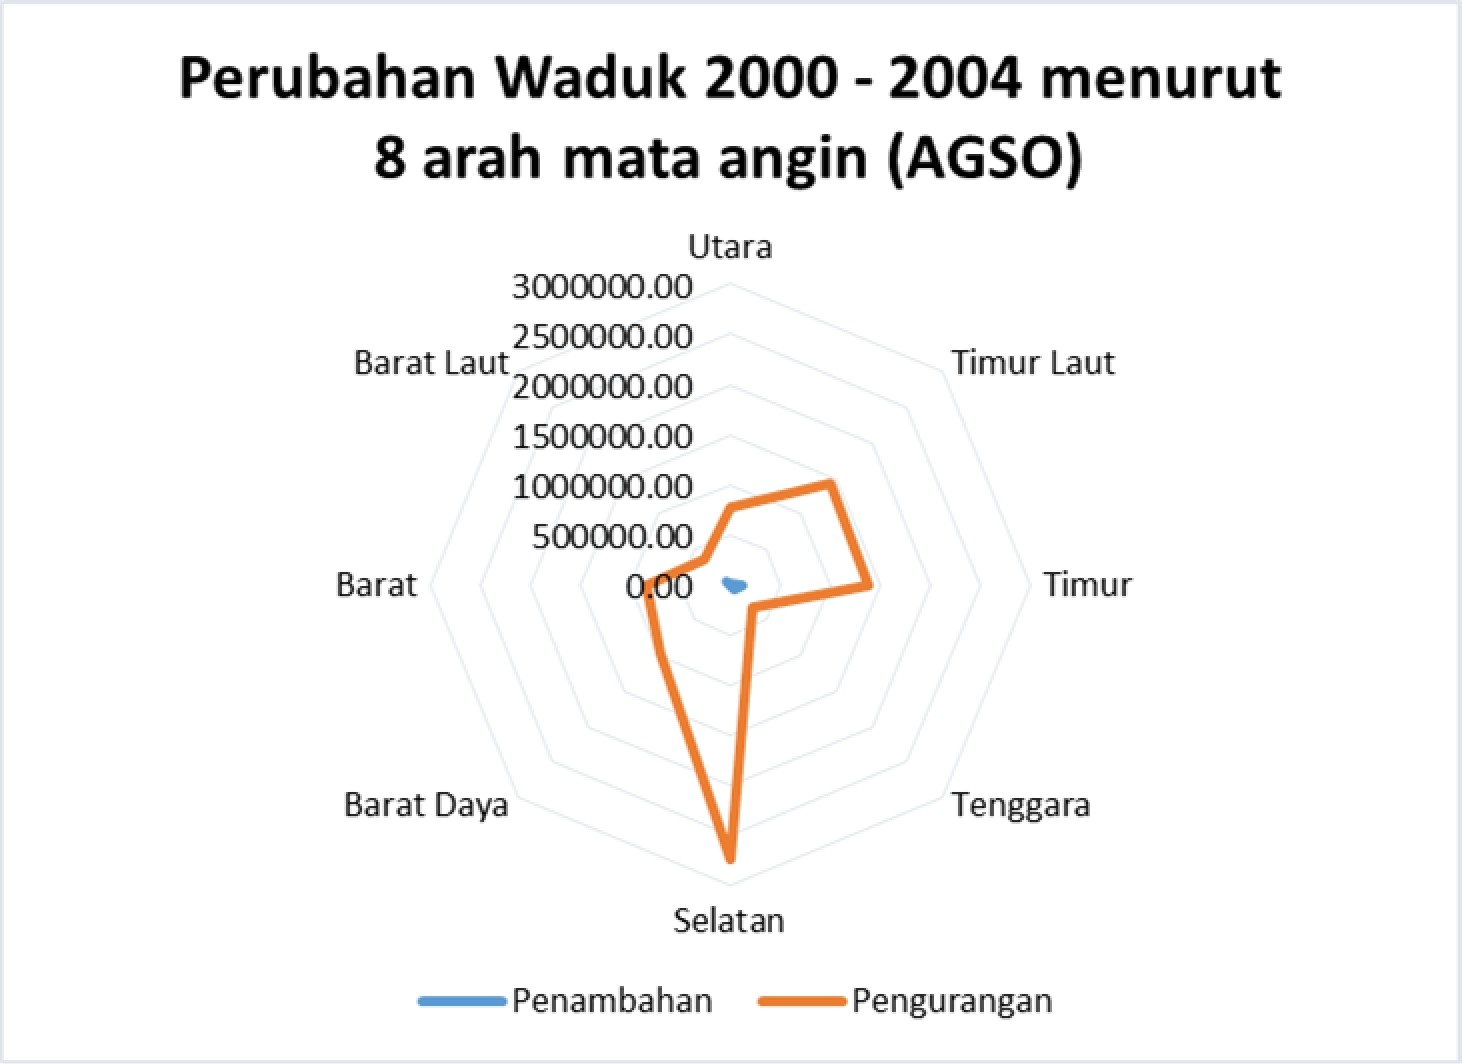 Perubahan Waduk 2000 - 2004 menurut
8 arah mata angin (AGSO)
Utara
3000000.00
2500000.00
Barat Laut
Timur Laut
2000000.00
1500000.00
1000000.00
500000.00
Barat
0.00
Timur
Barat Daya
Tenggara
Selatan
Penambahan
Pengurangan